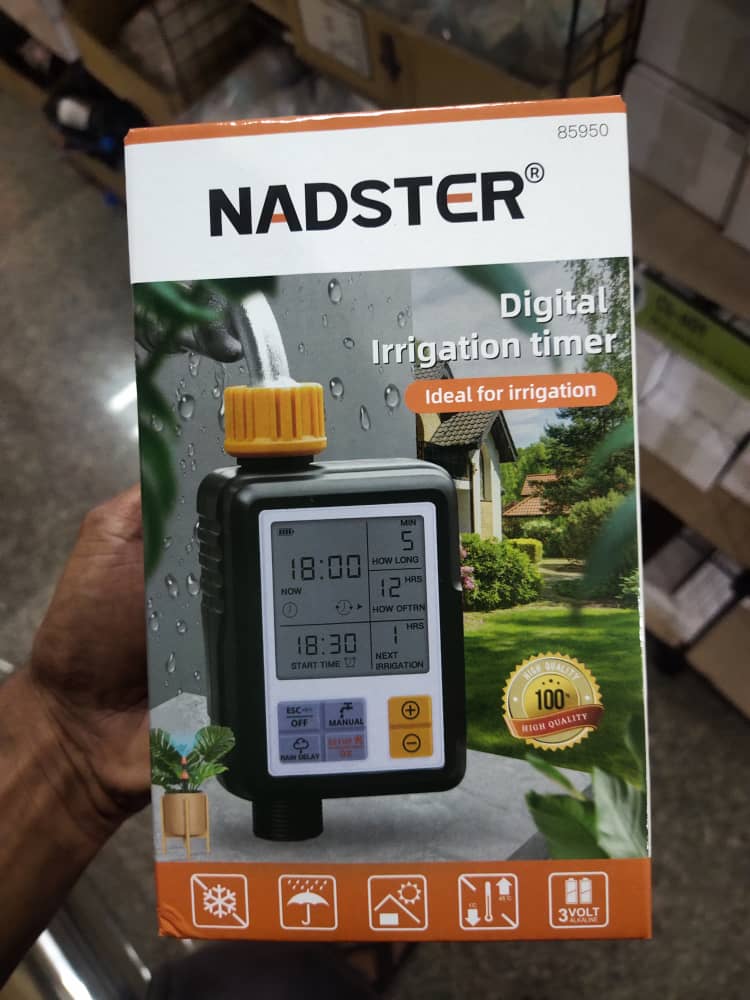 85950
NADSTER®
Digital
Irrigation timer
Ideal for irrigation
MIN
18:00
5
HOW LONG
NOW
12 HRS
HOW OFTRN
18:30
1 HRS
START TIME
NEXT
IRRIGATION
ESC
OFF
MANUAL
RAIN DELAY
+
−
HIGH QUALITY
100%
HIGH QUALITY
45°C
3 VOLT
ALKALINE